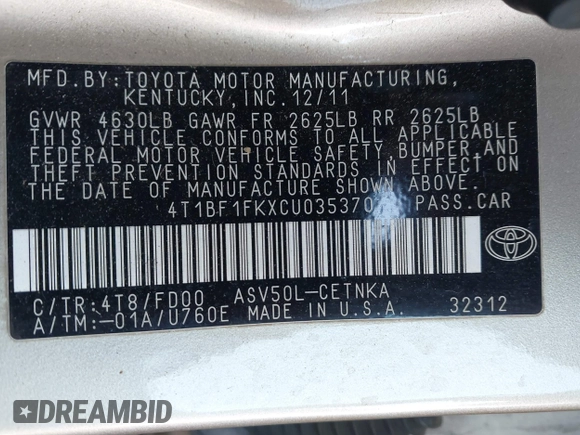 MFD. BY: TOYOTA MOTOR MANUFACTURING,
KENTUCKY, INC. 12/11
GVWR 4630LB GAWR FR 2625LB RR 2625LB
THIS VEHICLE CONFORMS TO ALL APPLICABLE
FEDERAL MOTOR VEHICLE SAFETY, BUMPER, AND
THEFT PREVENTION STANDARDS IN EFFECT ON
THE DATE OF MANUFACTURE SHOWN ABOVE.
PASS. CAR
C/TR: 4T8/FD00 ASV50L-CETNKA
A/TM: -01A/U760E MADE IN U.S.A. 32312
DREAMBID